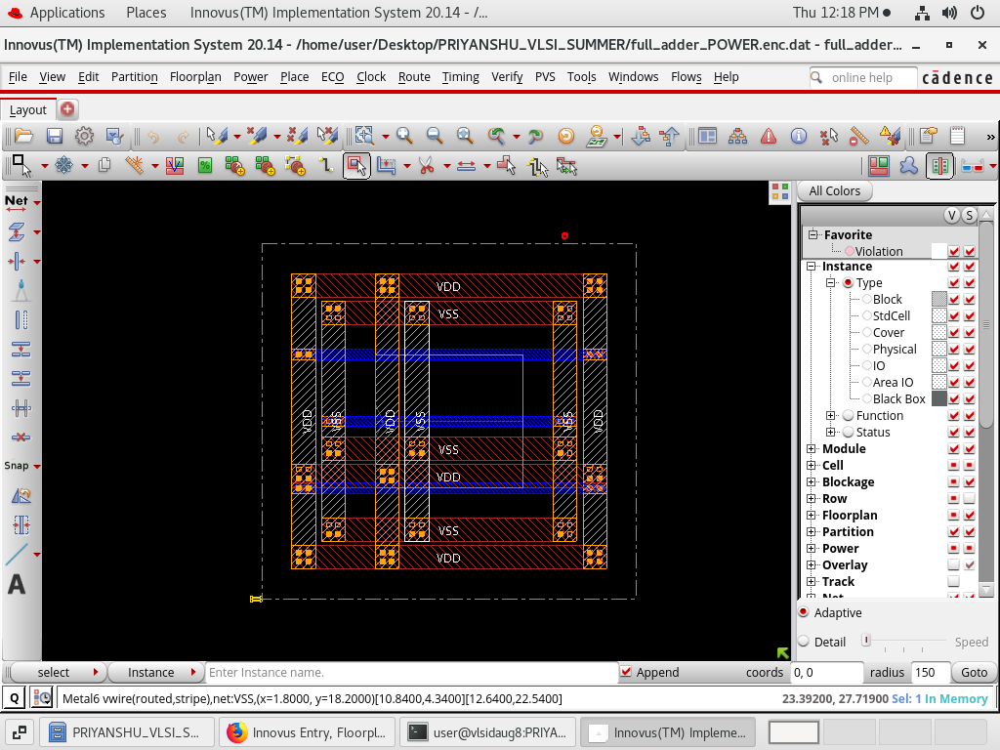 Applications Places Innovus(TM) Implementation System 20.14 - /... Thu 12:18 PM
Innovus(TM) Implementation System 20.14 - /home/user/Desktop/PRIYANSHU_VLSI_SUMMER/full_adder_POWER.enc.dat - full_adder...
File View Edit Partition Floorplan Power Place ECO Clock Route Timing Verify PVS Tools Windows Flows Help online help cādence
Layout
Net
Snap
A
VDD
VSS
VDD VSS VDD VSS VSS VDD
VSS
VDD
VSS
VDD
All Colors
V S
Favorite
Violation
Instance
Type
Block
StdCell
Cover
Physical
IO
Area IO
Black Box
Function
Status
Module
Cell
Blockage
Row
Floorplan
Partition
Power
Overlay
Track
Net
Adaptive
Detail Speed
select Instance Enter Instance name. Append coords 0, 0 radius 150 Goto
Q Metal6 vwire(routed,stripe),net:VSS,(x=1.8000, y=18.2000)[10.8400,4.3400][12.6400,22.5400] 23.39200, 27.71900 Sel: 1 In Memory
PRIYANSHU_VLSI_S... Innovus Entry, Floorpl... user@vlsidaug8:PRIYA... Innovus(TM) Impleme...